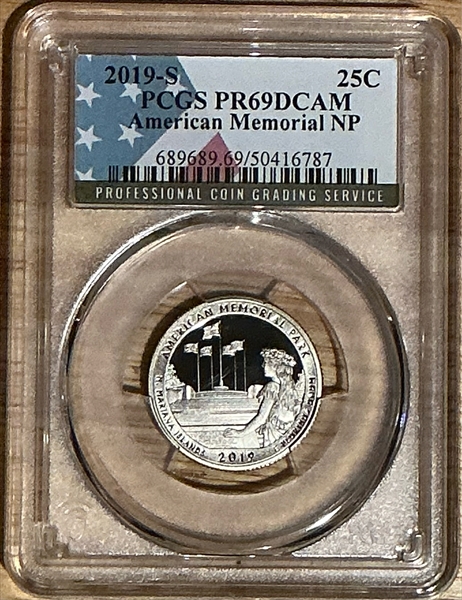 2019-S 25C
PCGS PR69DCAM
American Memorial NP
689689.69/50416787
PROFESSIONAL COIN GRADING SERVICE
AMERICAN MEMORIAL PARK
N. MARIANA ISLANDS
2019